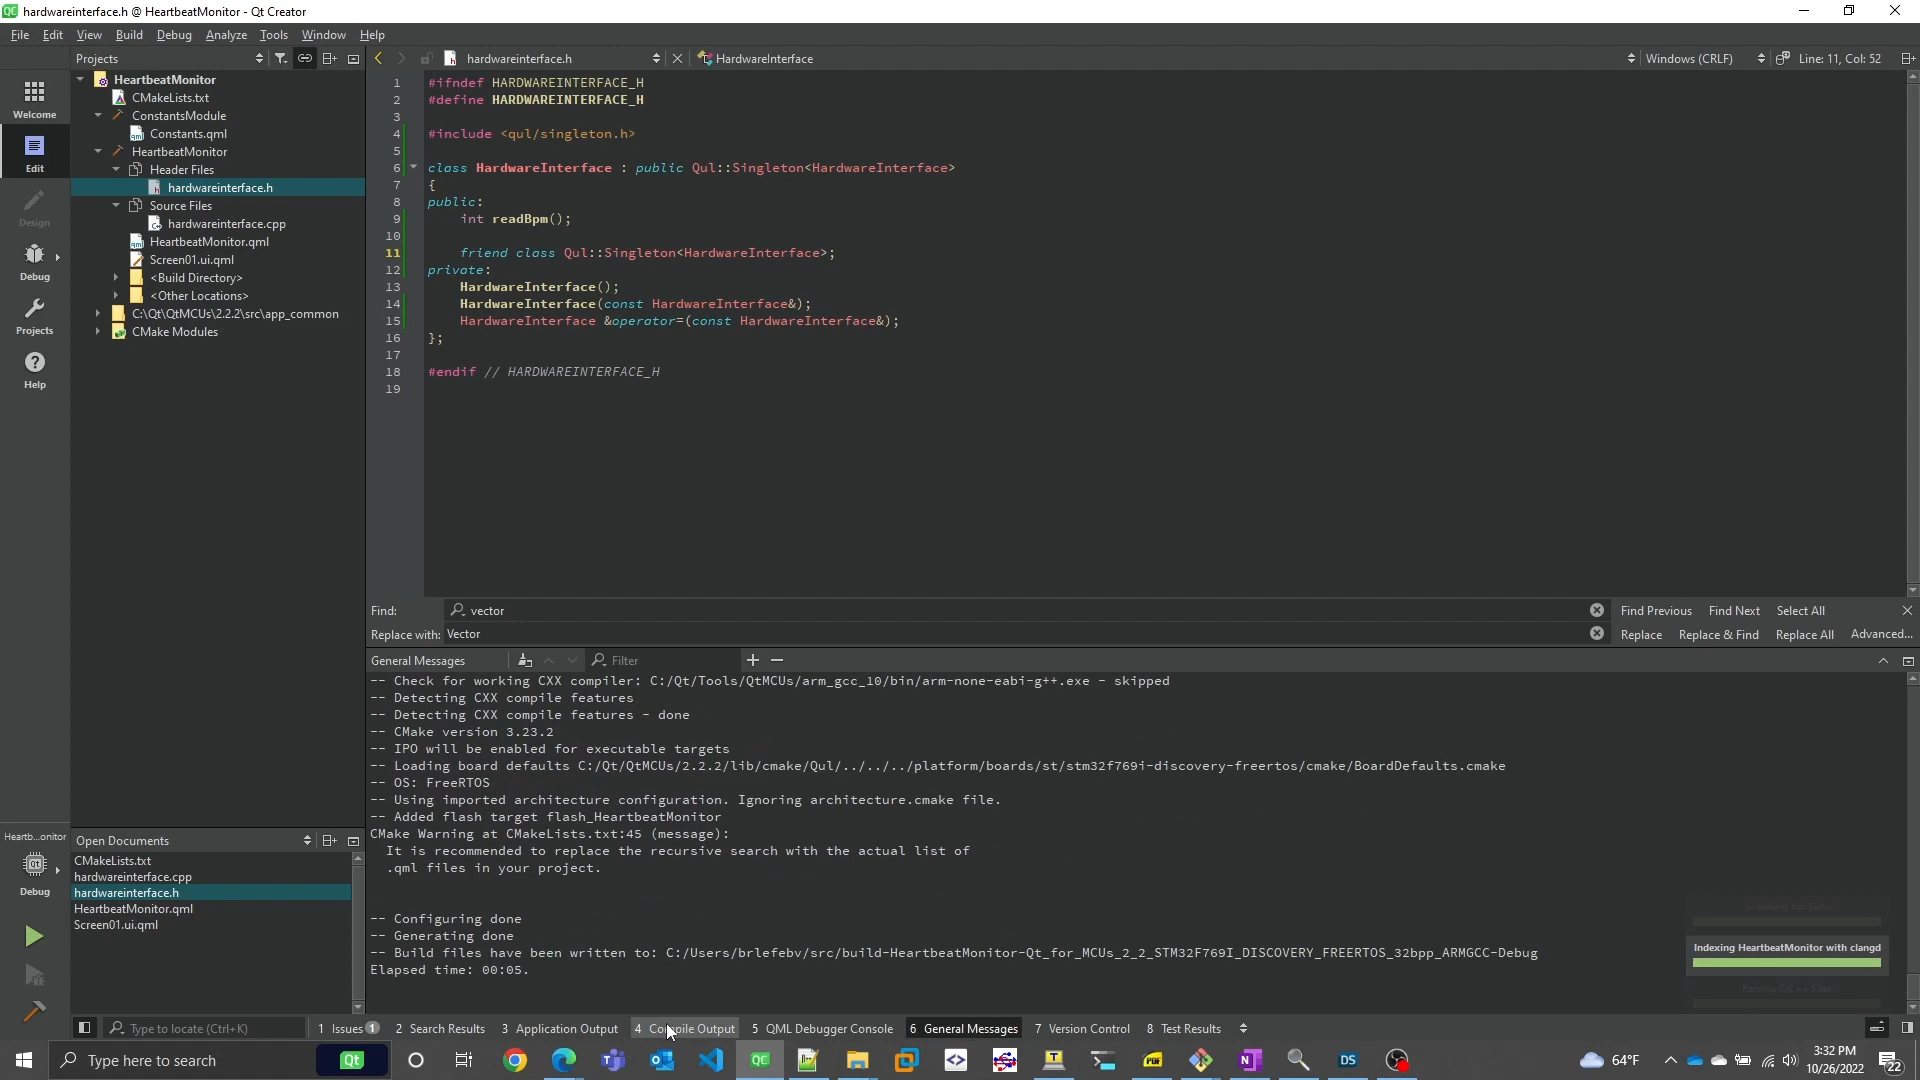 hardwareinterface.h @ HeartbeatMonitor - Qt Creator
File Edit View Build Debug Analyze Tools Window Help
Projects
hardwareinterface.h
HardwareInterface
Windows (CRLF)
Line: 11, Col: 52
Welcome
Edit
Design
Debug
Projects
Help
HeartbeatMonitor
CMakeLists.txt
ConstantsModule
Constants.qml
HeartbeatMonitor
Header Files
hardwareinterface.h
Source Files
hardwareinterface.cpp
HeartbeatMonitor.qml
Screen01.ui.qml
<Build Directory>
<Other Locations>
C:\Qt\QtMCUs\2.2.2\src\app_common
CMake Modules
1 #ifndef HARDWAREINTERFACE_H
2 #define HARDWAREINTERFACE_H
3
4 #include <qul/singleton.h>
5
6 class HardwareInterface : public Qul::Singleton<HardwareInterface>
7 {
8 public:
9 int readBpm();
10
11 friend class Qul::Singleton<HardwareInterface>;
12 private:
13 HardwareInterface();
14 HardwareInterface(const HardwareInterface&);
15 HardwareInterface &operator=(const HardwareInterface&);
16 };
17
18 #endif // HARDWAREINTERFACE_H
19
Find: vector Find Previous Find Next Select All
Replace with: Vector Replace Replace & Find Replace All Advanced...
General Messages Filter
-- Check for working CXX compiler: C:/Qt/Tools/QtMCUs/arm_gcc_10/bin/arm-none-eabi-g++.exe - skipped
-- Detecting CXX compile features
-- Detecting CXX compile features - done
-- CMake version 3.23.2
-- IPO will be enabled for executable targets
-- Loading board defaults C:/Qt/QtMCUs/2.2.2/lib/cmake/Qul/../../../platform/boards/st/stm32f769i-discovery-freertos/cmake/BoardDefaults.cmake
-- OS: FreeRTOS
-- Using imported architecture configuration. Ignoring architecture.cmake file.
-- Added flash target flash_HeartbeatMonitor
CMake Warning at CMakeLists.txt:45 (message):
It is recommended to replace the recursive search with the actual list of
.qml files in your project.
-- Configuring done
-- Generating done
-- Build files have been written to: C:/Users/brlefebv/src/build-HeartbeatMonitor-Qt_for_MCUs_2_2_STM32F769I_DISCOVERY_FREERTOS_32bpp_ARMGCC-Debug
Elapsed time: 00:05.
Scanning for Tests
Indexing HeartbeatMonitor with clangd
Parsing C/C++ Files
Heartb...onitor
Debug
Open Documents
CMakeLists.txt
hardwareinterface.cpp
hardwareinterface.h
HeartbeatMonitor.qml
Screen01.ui.qml
Type to locate (Ctrl+K)
1 Issues 1 2 Search Results 3 Application Output 4 Compile Output 5 QML Debugger Console 6 General Messages 7 Version Control 8 Test Results
Type here to search
Qt
QC
PDF
DS
64°F
3:32 PM
10/26/2022
22